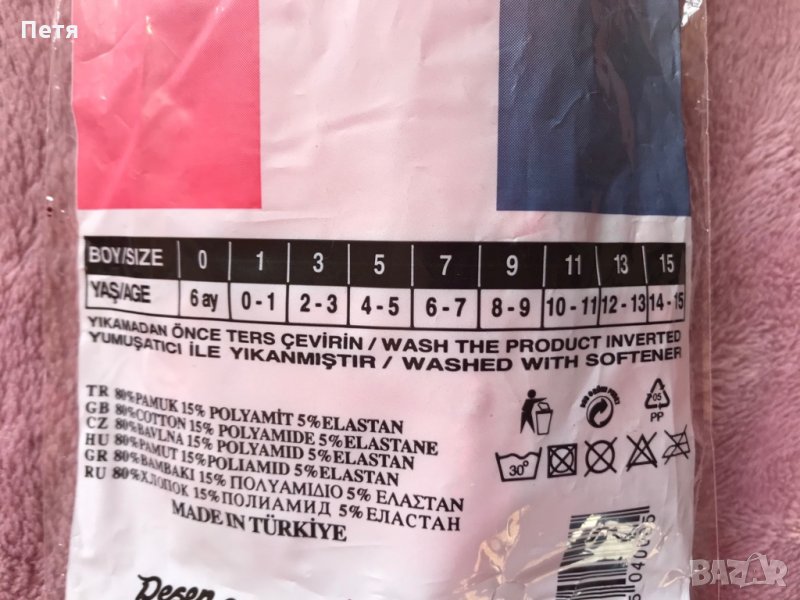 Петя
BOY/SIZE 0 1 3 5 7 9 11 13 15
YAŞ/AGE 6 ay 0 - 1 2 - 3 4 - 5 6 - 7 8 - 9 10 - 11 12 - 13 14 - 15
YIKAMADAN ÖNCE TERS ÇEVİRİN / WASH THE PRODUCT INVERTED
YUMUŞATICI İLE YIKANMIŞTIR / WASHED WITH SOFTENER
TR 80%PAMUK 15% POLYAMİT 5%ELASTAN
GB 80%COTTON 15% POLYAMIDE 5%ELASTANE
CZ 80%BAVLNA 15% POLYAMID 5%ELASTAN
HU 80%PAMUT 15%POLIAMID 5%ELASTAN
GR 80%BAMBAKI 15% ΠΟΛΥΑΜΙΔΙΟ 5% ΕΛΑΣΤΑΝ
RU 80%ХЛОПОК 15%ПОЛИАМИД 5%ЕЛАСТАН
MADE IN TÜRKİYE
05
PP
30°
Desen
BAZAR